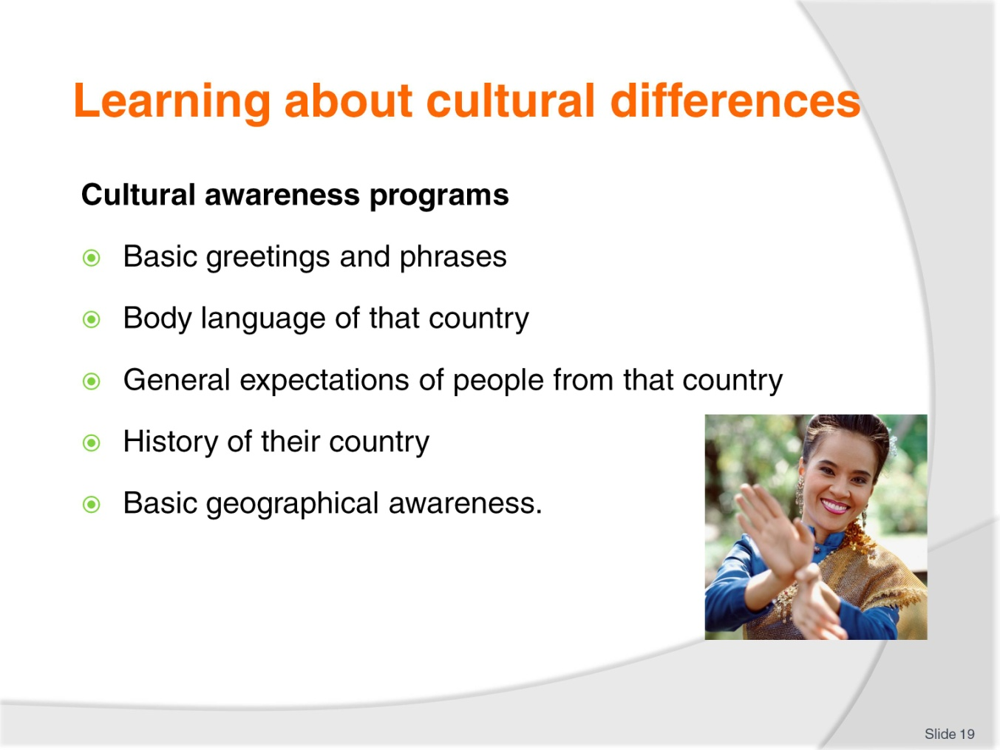 Learning about cultural differences
Cultural awareness programs
Basic greetings and phrases
Body language of that country
General expectations of people from that country
History of their country
Basic geographical awareness.
Slide 19